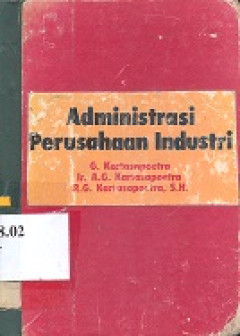 Administrasi
Perusahaan Industri
G. Kartasapoetra
Ir. A.G. Kartasapoetra
R.G. Kartasapoetra, S.H.
8.02